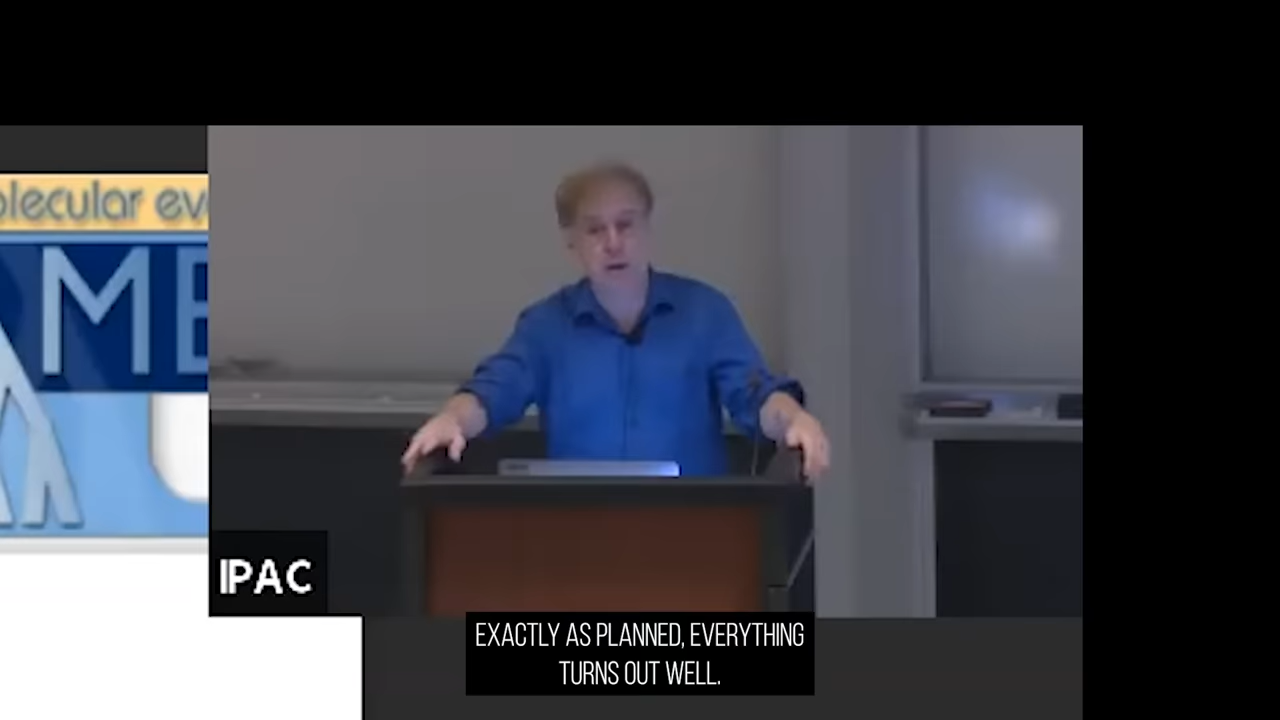 olecular ev
ME
IPAC
EXACTLY AS PLANNED, EVERYTHING
TURNS OUT WELL.